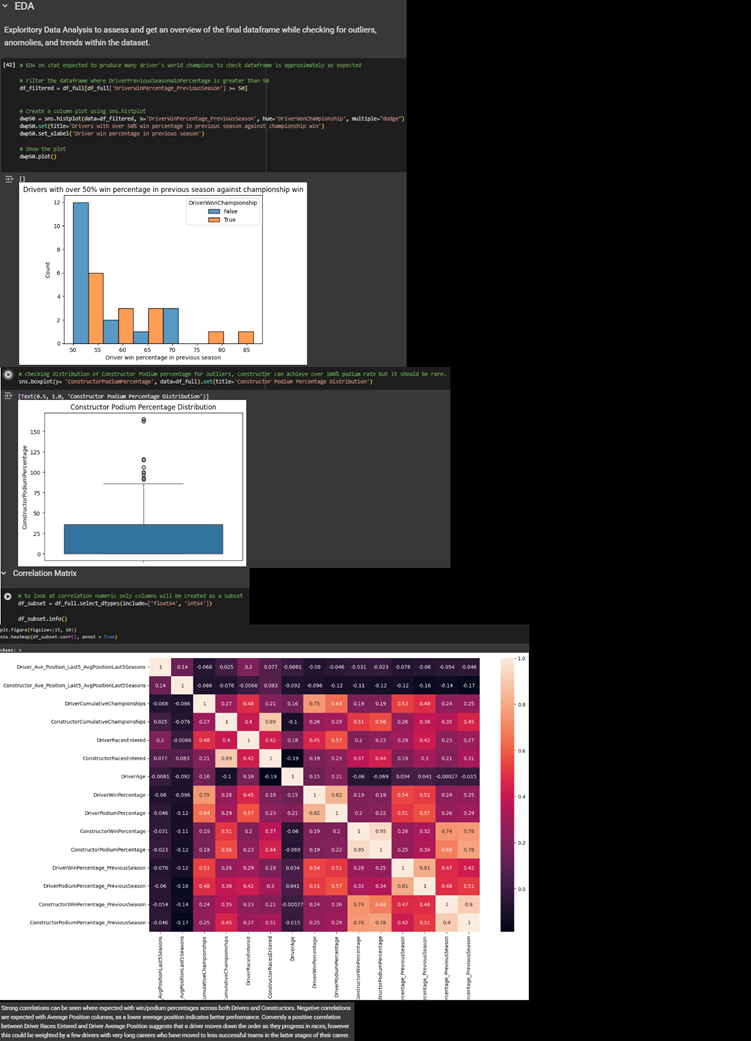 EDA
Exploritory Data Analysis to assess and get an overview of the final dataframe while checking for outliers,
anomolies, and trends within the dataset.
[42] # EDA on stat expected to produce many driver's world champions to check dataframe is approximately as expected
# Filter the dataframe where DriverPreviousSeasonWinPercentage is greater than 50
df_filtered = df_full[df_full['DriverWinPercentage_PreviousSeason'] >= 50]
# Create a column plot using sns.histplot
dwp50 = sns.histplot(data=df_filtered, x='DriverWinPercentage_PreviousSeason', hue='DriverWonChampionship', multiple="dodge")
dwp50.set(title='Drivers with over 50% win percentage in previous season against championship win')
dwp50.set_xlabel('Driver win percentage in previous season')
# Show the plot
dwp50.plot()
[]
Drivers with over 50% win percentage in previous season against championship win
DriverWonChampionship
False
True
12
10
8
6
4
2
0
Count
50 55 60 65 70 75 80 85
Driver win percentage in previous season
# checking distribution of Constructor Podium percentage for outliers, constructor can achieve over 100% podium rate but it should be rare.
sns.boxplot(y= 'ConstructorPodiumPercentage', data=df_full).set(title='Constructor Podium Percentage Distribution')
[Text(0.5, 1.0, 'Constructor Podium Percentage Distribution')]
Constructor Podium Percentage Distribution
150
125
100
75
50
25
0
ConstructorPodiumPercentage
Correlation Matrix
# to look at correlation numeric only columns will be created as a subset
df_subset = df_full.select_dtypes(include=['float64', 'int64'])
df_subset.info()
plt.figure(figsize=(15, 10))
sns.heatmap(df_subset.corr(), annot = True)
<Axes: >
Driver_Ave_Position_Last5_AvgPositionLast5Seasons 1 0.14 -0.068 0.025 0.2 0.077 -0.0081 -0.08 -0.046 -0.031 -0.023 -0.078 -0.06 -0.054 -0.046
Constructor_Ave_Position_Last5_AvgPositionLast5Seasons 0.14 1 -0.086 -0.076 -0.0066 0.083 -0.092 -0.096 -0.12 -0.11 -0.12 -0.12 -0.16 -0.14 -0.17
DriverCumulativeChampionships -0.068 -0.086 1 0.27 0.48 0.21 0.16 0.75 0.64 0.19 0.19 0.53 0.48 0.24 0.25
ConstructorCumulativeChampionships 0.025 -0.076 0.27 1 0.4 0.89 -0.1 0.26 0.29 0.51 0.56 0.26 0.38 0.35 0.45
DriverRacesEntered 0.2 -0.0066 0.48 0.4 1 0.42 0.18 0.45 0.57 0.2 0.23 0.29 0.42 0.23 0.27
ConstructorRacesEntered 0.077 0.083 0.21 0.89 0.42 1 -0.19 0.19 0.23 0.37 0.44 0.19 0.3 0.21 0.31
DriverAge -0.0081 -0.092 0.16 -0.1 0.18 -0.19 1 0.15 0.21 -0.06 -0.069 0.034 0.041 -0.00027 -0.015
DriverWinPercentage -0.08 -0.096 0.75 0.26 0.45 0.19 0.15 1 0.82 0.19 0.19 0.54 0.51 0.24 0.25
DriverPodiumPercentage -0.046 -0.12 0.64 0.29 0.57 0.23 0.21 0.82 1 0.2 0.22 0.51 0.57 0.26 0.29
ConstructorWinPercentage -0.031 -0.11 0.19 0.51 0.2 0.37 -0.06 0.19 0.2 1 0.95 0.26 0.32 0.74 0.76
ConstructorPodiumPercentage -0.023 -0.12 0.19 0.56 0.23 0.44 -0.069 0.19 0.22 0.95 1 0.25 0.34 0.68 0.78
DriverWinPercentage_PreviousSeason -0.078 -0.12 0.53 0.26 0.29 0.19 0.034 0.54 0.51 0.26 0.25 1 0.81 0.47 0.42
DriverPodiumPercentage_PreviousSeason -0.06 -0.16 0.48 0.38 0.42 0.3 0.041 0.51 0.57 0.32 0.34 0.81 1 0.48 0.51
ConstructorWinPercentage_PreviousSeason -0.054 -0.14 0.24 0.35 0.23 0.21 -0.00027 0.24 0.26 0.74 0.68 0.47 0.48 1 0.9
ConstructorPodiumPercentage_PreviousSeason -0.046 -0.17 0.25 0.45 0.27 0.31 -0.015 0.25 0.29 0.76 0.78 0.42 0.51 0.9 1
1.0
0.8
0.6
0.4
0.2
0.0
_AvgPositionLast5Seasons
_AvgPositionLast5Seasons
CumulativeChampionships
CumulativeChampionships
DriverRacesEntered
ConstructorRacesEntered
DriverAge
DriverWinPercentage
DriverPodiumPercentage
ConstructorWinPercentage
ConstructorPodiumPercentage
ercentage_PreviousSeason
ercentage_PreviousSeason
ercentage_PreviousSeason
ercentage_PreviousSeason
Strong correlations can be seen where expected with win/podium percentages across both Drivers and Constructors. Negative correlations
are expected with Average Position columns, as a lower average position indicates better performance. Conversly a positive correlation
between Driver Races Entered and Driver Average Position suggests that a driver moves down the order as they progress in races, however
this could be weighted by a few drivers with very long careers who have moved to less successful teams in the latter stages of their career.